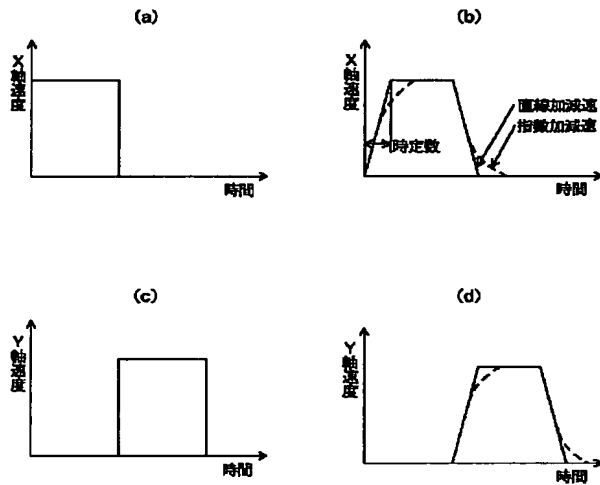 (a)
X軸速度
時間
(b)
X軸速度
直線加減速
指数加減速
時定数
時間
(c)
Y軸速度
時間
(d)
Y軸速度
時間